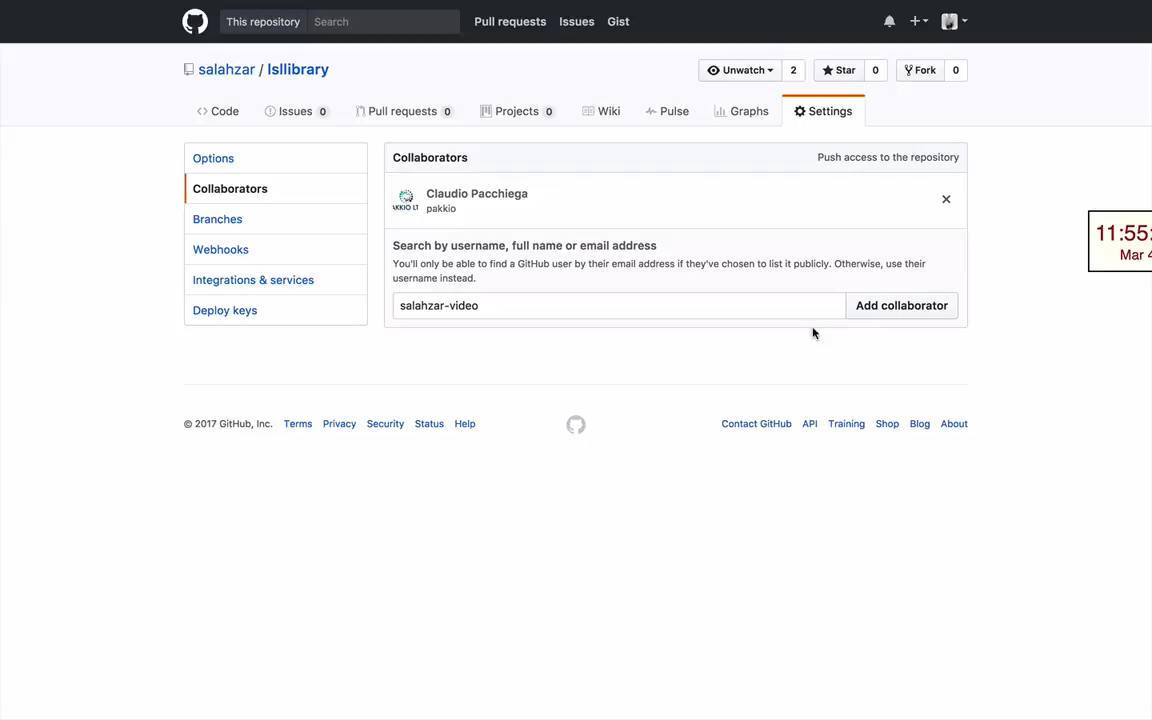 This repository Search Pull requests Issues Gist
salahzar / lsllibrary Unwatch 2 Star 0 Fork 0
Code Issues 0 Pull requests 0 Projects 0 Wiki Pulse Graphs Settings
Options
Collaborators
Branches
Webhooks
Integrations & services
Deploy keys
Collaborators Push access to the repository
Claudio Pacchiega
pakkio
Search by username, full name or email address
You'll only be able to find a GitHub user by their email address if they've chosen to list it publicly. Otherwise, use their
username instead.
salahzar-video Add collaborator
11:55:
Mar 4
© 2017 GitHub, Inc. Terms Privacy Security Status Help Contact GitHub API Training Shop Blog About